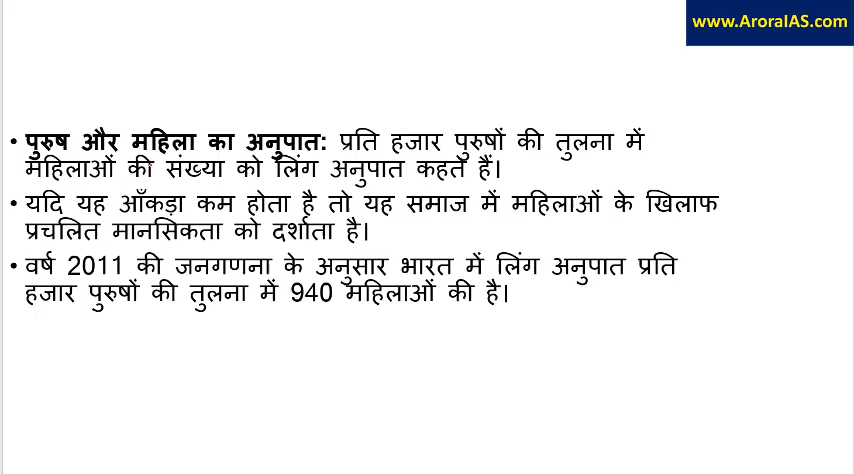 www.AroraIAS.com
• पुरुष और महिला का अनुपात: प्रति हजार पुरुषों की तुलना में
महिलाओं की संख्या को लिंग अनुपात कहते हैं।
• यदि यह आँकड़ा कम होता है तो यह समाज में महिलाओं के खिलाफ
प्रचलित मानसिकता को दर्शाता है।
• वर्ष 2011 की जनगणना के अनुसार भारत में लिंग अनुपात प्रति
हजार पुरुषों की तुलना में 940 महिलाओं की है।